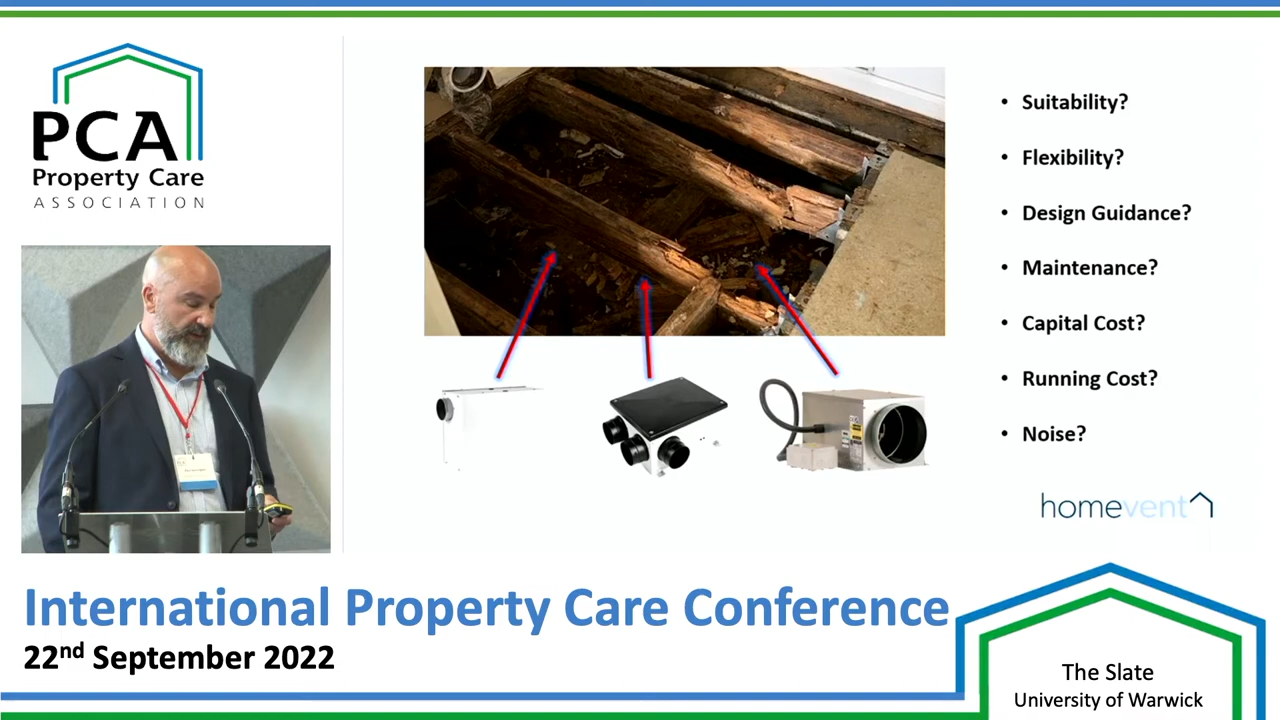 PCA
Property Care
ASSOCIATION
• Suitability?
• Flexibility?
• Design Guidance?
• Maintenance?
• Capital Cost?
• Running Cost?
• Noise?
homevent
International Property Care Conference
22nd September 2022
The Slate
University of Warwick